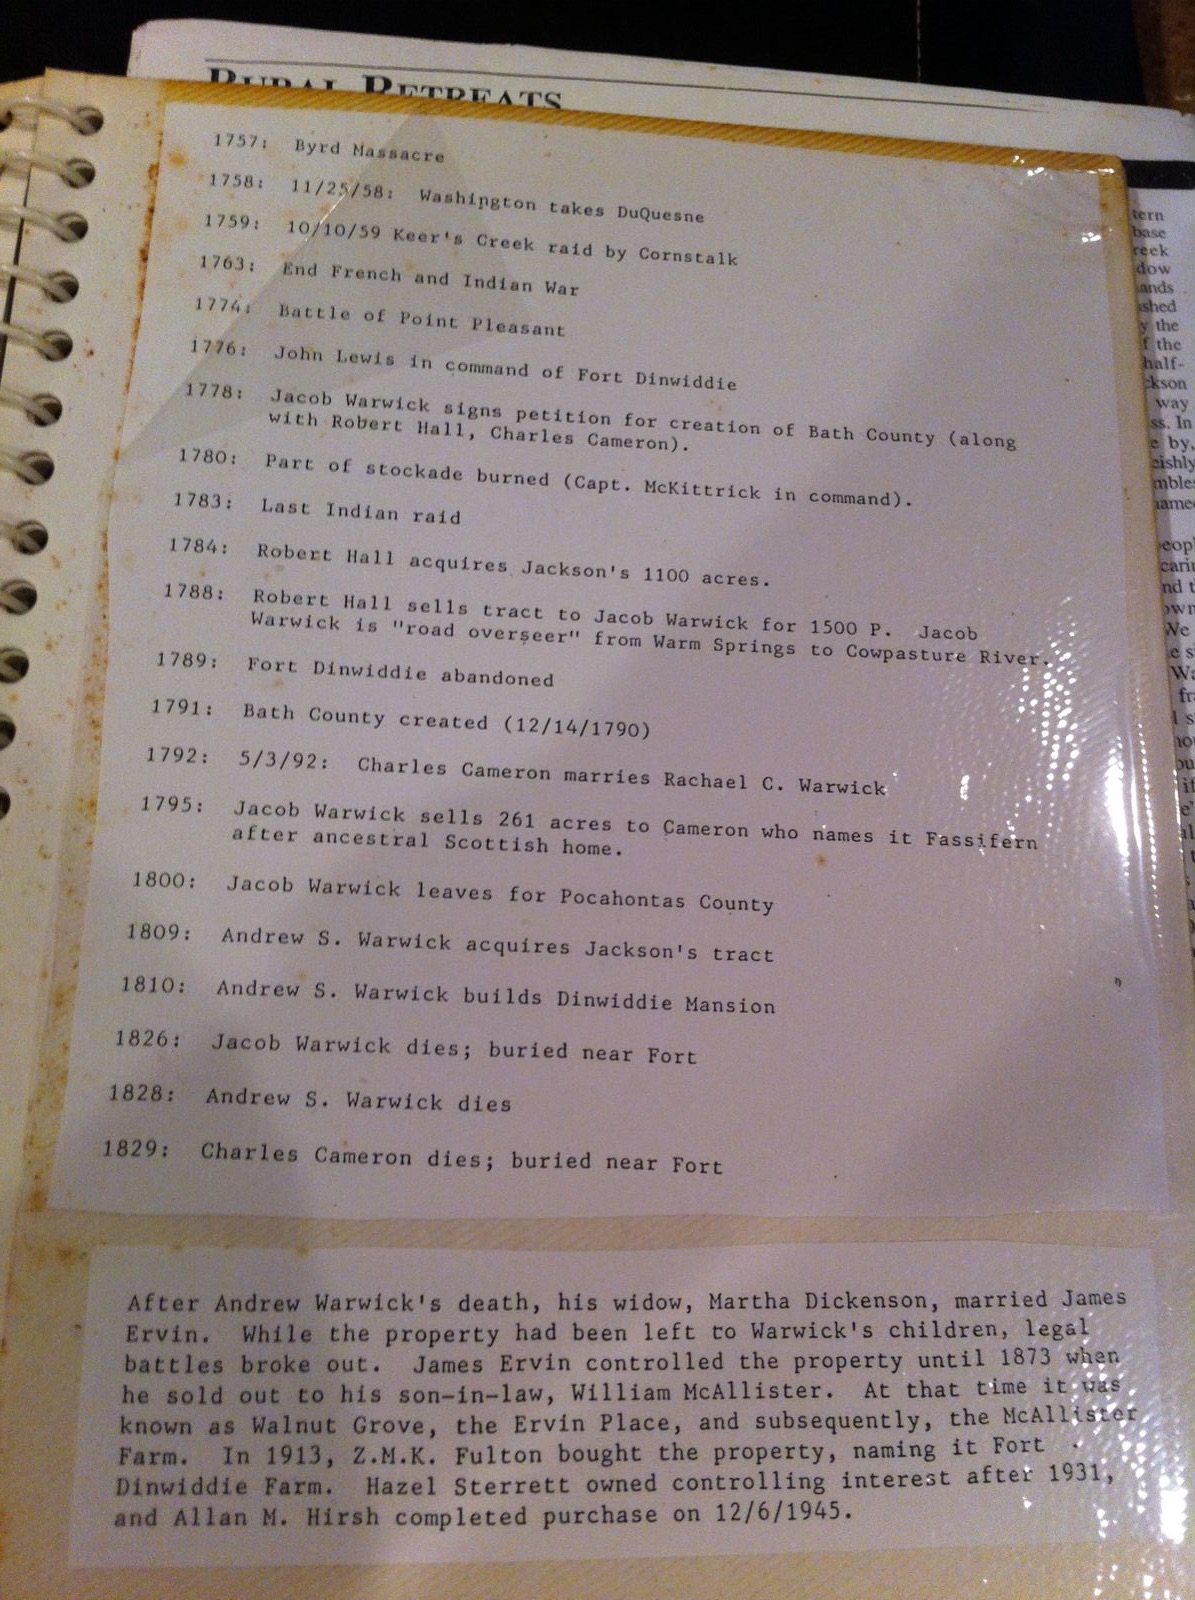 RURAL RETREATS
1757: Byrd Massacre
1758: 11/25/58: Washington takes DuQuesne
1759: 10/10/59 Keer's Creek raid by Cornstalk
1763: End French and Indian War
1774: Battle of Point Pleasant
1776: John Lewis in command of Fort Dinwiddie
1778: Jacob Warwick signs petition for creation of Bath County (along
with Robert Hall, Charles Cameron).
1780: Part of stockade burned (Capt. McKittrick in command).
1783: Last Indian raid
1784: Robert Hall acquires Jackson's 1100 acres.
1788: Robert Hall sells tract to Jacob Warwick for 1500 P. Jacob
Warwick is "road overseer" from Warm Springs to Cowpasture River.
1789: Fort Dinwiddie abandoned
1791: Bath County created (12/14/1790)
1792: 5/3/92: Charles Cameron marries Rachael C. Warwick
1795: Jacob Warwick sells 261 acres to Cameron who names it Fassifern
after ancestral Scottish home.
1800: Jacob Warwick leaves for Pocahontas County
1809: Andrew S. Warwick acquires Jackson's tract
1810: Andrew S. Warwick builds Dinwiddie Mansion
1826: Jacob Warwick dies; buried near Fort
1828: Andrew S. Warwick dies
1829: Charles Cameron dies; buried near Fort
After Andrew Warwick's death, his widow, Martha Dickenson, married James
Ervin. While the property had been left to Warwick's children, legal
battles broke out. James Ervin controlled the property until 1873 when
he sold out to his son-in-law, William McAllister. At that time it was
known as Walnut Grove, the Ervin Place, and subsequently, the McAllister
Farm. In 1913, Z.M.K. Fulton bought the property, naming it Fort
Dinwiddie Farm. Hazel Sterrett owned controlling interest after 1931,
and Allan M. Hirsh completed purchase on 12/6/1945.